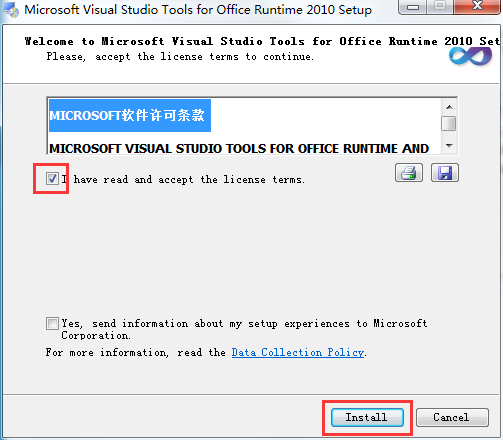 Microsoft Visual Studio Tools for Office Runtime 2010 Setup
Welcome to Microsoft Visual Studio Tools for Office Runtime 2010 Set
Please, accept the license terms to continue.
MICROSOFT软件许可条款
MICROSOFT VISUAL STUDIO TOOLS FOR OFFICE RUNTIME AND
I have read and accept the license terms.
Yes, send information about my setup experiences to Microsoft
Corporation.
For more information, read the Data Collection Policy.
Install
Cancel